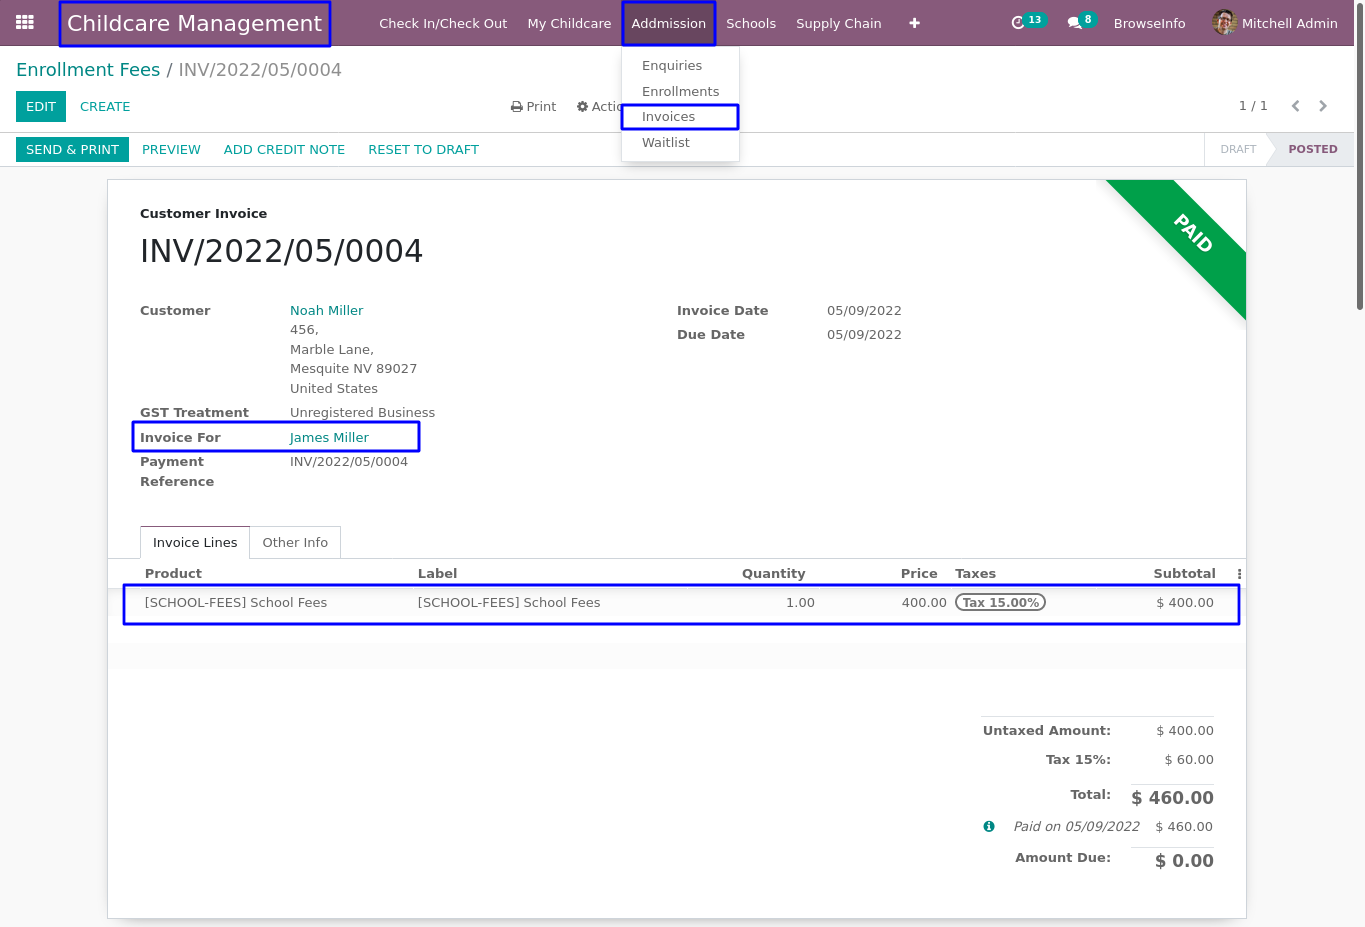 Childcare Management Check In/Check Out My Childcare Addmission Schools Supply Chain 13 8 BrowseInfo Mitchell Admin
Enrollment Fees / INV/2022/05/0004
Enquiries
Enrollments
Invoices
Waitlist
EDIT CREATE Print 1 / 1
SEND & PRINT PREVIEW ADD CREDIT NOTE RESET TO DRAFT DRAFT POSTED
PAID
Customer Invoice
INV/2022/05/0004
Customer Noah Miller Invoice Date 05/09/2022
456, Due Date 05/09/2022
Marble Lane,
Mesquite NV 89027
United States
GST Treatment Unregistered Business
Invoice For James Miller
Payment INV/2022/05/0004
Reference
Invoice Lines Other Info
Product Label Quantity Price Taxes Subtotal
[SCHOOL-FEES] School Fees [SCHOOL-FEES] School Fees 1.00 400.00 Tax 15.00% $ 400.00
Untaxed Amount: $ 400.00
Tax 15%: $ 60.00
Total: $ 460.00
Paid on 05/09/2022 $ 460.00
Amount Due: $ 0.00